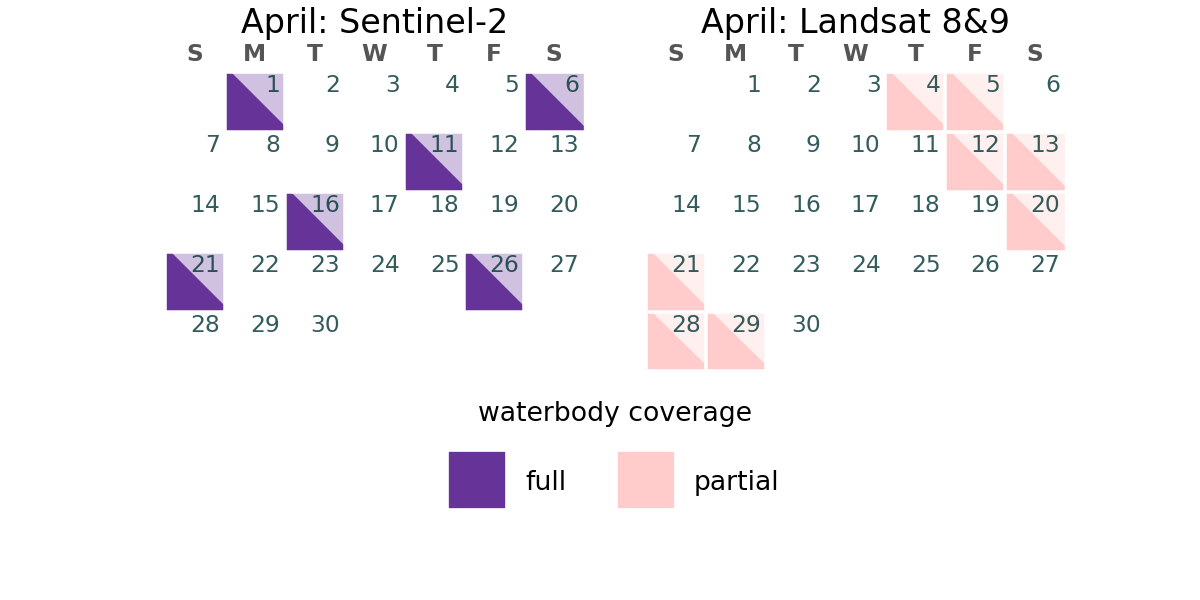 April: Sentinel-2
S M T W T F S
1 2 3 4 5 6
7 8 9 10 11 12 13
14 15 16 17 18 19 20
21 22 23 24 25 26 27
28 29 30
April: Landsat 8&9
S M T W T F S
1 2 3 4 5 6
7 8 9 10 11 12 13
14 15 16 17 18 19 20
21 22 23 24 25 26 27
28 29 30
waterbody coverage
full
partial